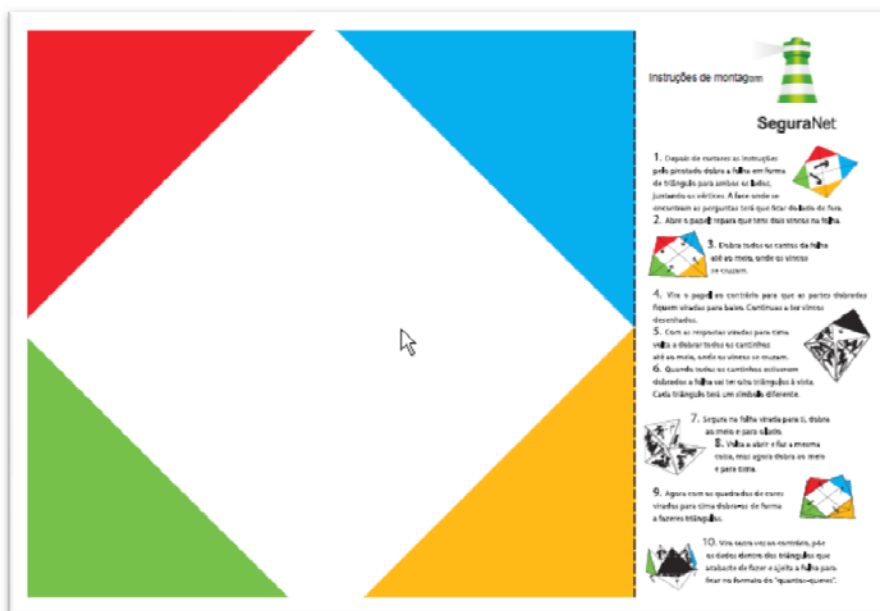 Instruções de montagem
SeguraNet
1. Depois de cortares as instruções
pelo picotado dobra a folha em forma
de triângulo para ambos os lados,
juntando os vértices. A face onde se
encontram as perguntas terá que ficar do lado de fora.
2. Abre o papel: repara que tens dois vincos na folha.
3. Dobra todos os cantos da folha
até ao meio, onde os vincos
se cruzam.
4. Vira o papel ao contrário para que as partes dobradas
fiquem viradas para baixo. Continuas a ter vincos
desenhados.
5. Com as respostas viradas para cima
volta a dobrar todos os cantinhos
até ao meio, onde os vincos se cruzam.
6. Quando todos os cantinhos estiverem
dobrados a folha vai ter oito triângulos à vista.
Cada triângulo terá um símbolo diferente.
7. Segura na folha virada para ti, dobra
ao meio e para o lado.
8. Volta a abrir e faz a mesma
coisa, mas agora dobra ao meio
e para cima.
9. Agora com os quadrados de cores
virados para cima dobra-os de forma
a fazeres triângulos.
10. Vira outra vez ao contrário, põe
os dedos dentro dos triângulos que
acabaste de fazer e ajeita a folha para
ficar no formato do "quantos-queres".